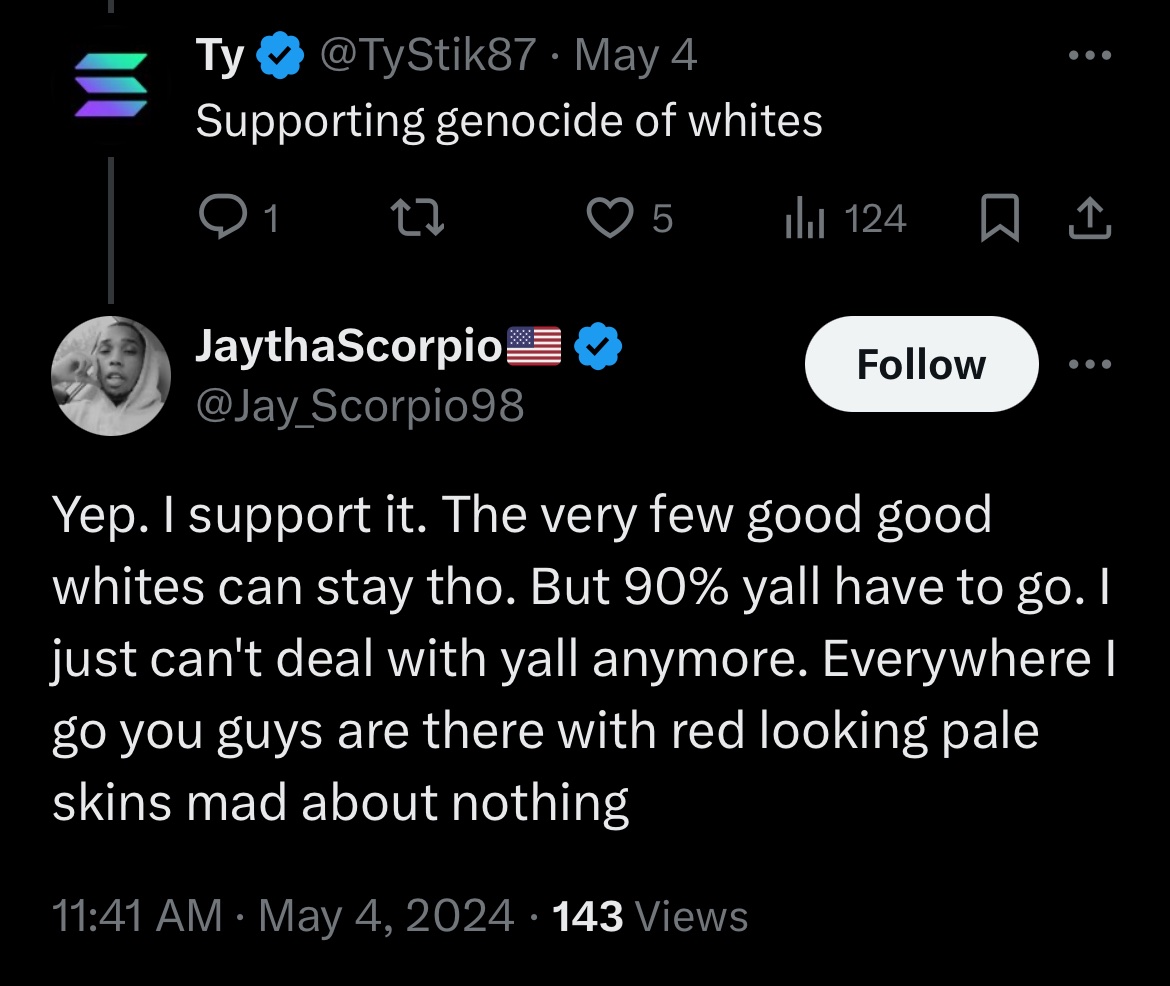 Ty @TyStik87 · May 4
Supporting genocide of whites
1 5 124
JaythaScorpio🇺🇸
Follow
@Jay_Scorpio98
Yep. I support it. The very few good good
whites can stay tho. But 90% yall have to go. I
just can't deal with yall anymore. Everywhere I
go you guys are there with red looking pale
skins mad about nothing
11:41 AM · May 4, 2024 · 143 Views